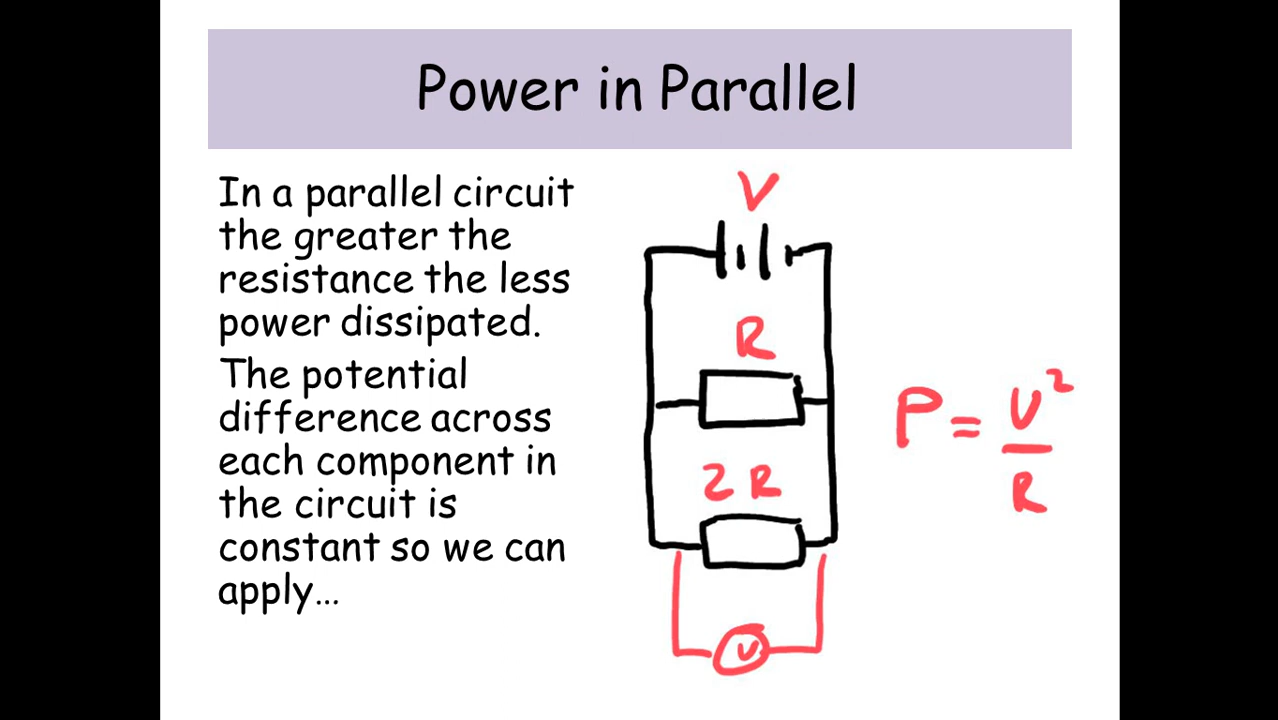 Power in Parallel
In a parallel circuit
the greater the
resistance the less
power dissipated.
The potential
difference across
each component in
the circuit is
constant so we can
apply…
V
R
2R
V
P = V²/R